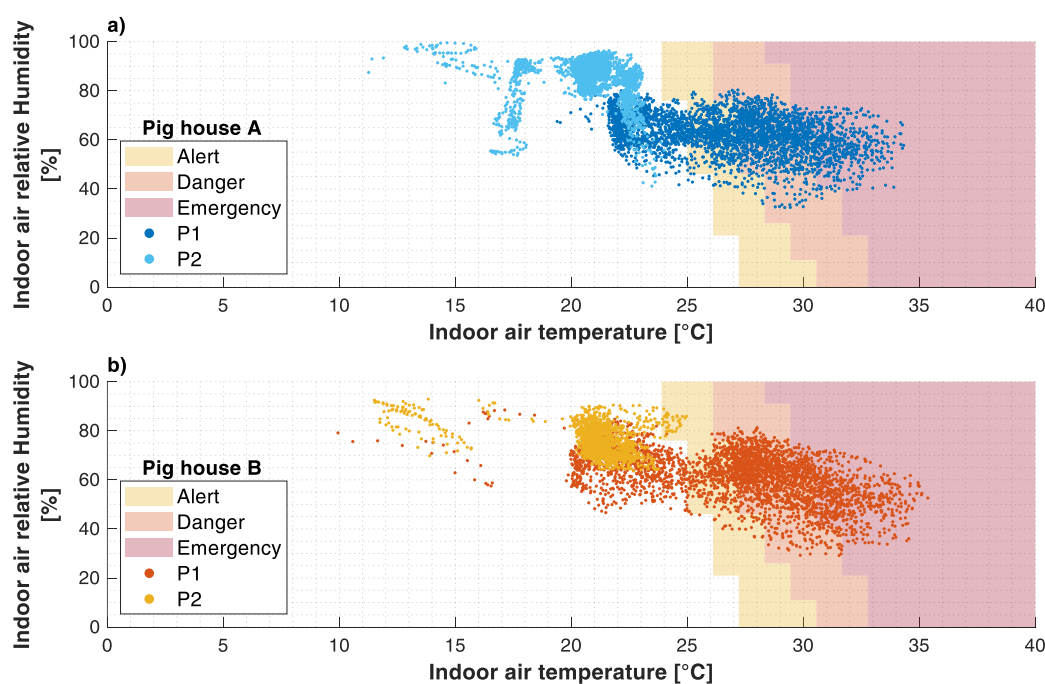 a)
Indoor air relative Humidity
[%]
100
80
60
40
20
0
Pig house A
Alert
Danger
Emergency
P1
P2
0 5 10 15 20 25 30 35 40
Indoor air temperature [°C]
b)
Indoor air relative Humidity
[%]
100
80
60
40
20
0
Pig house B
Alert
Danger
Emergency
P1
P2
0 5 10 15 20 25 30 35 40
Indoor air temperature [°C]